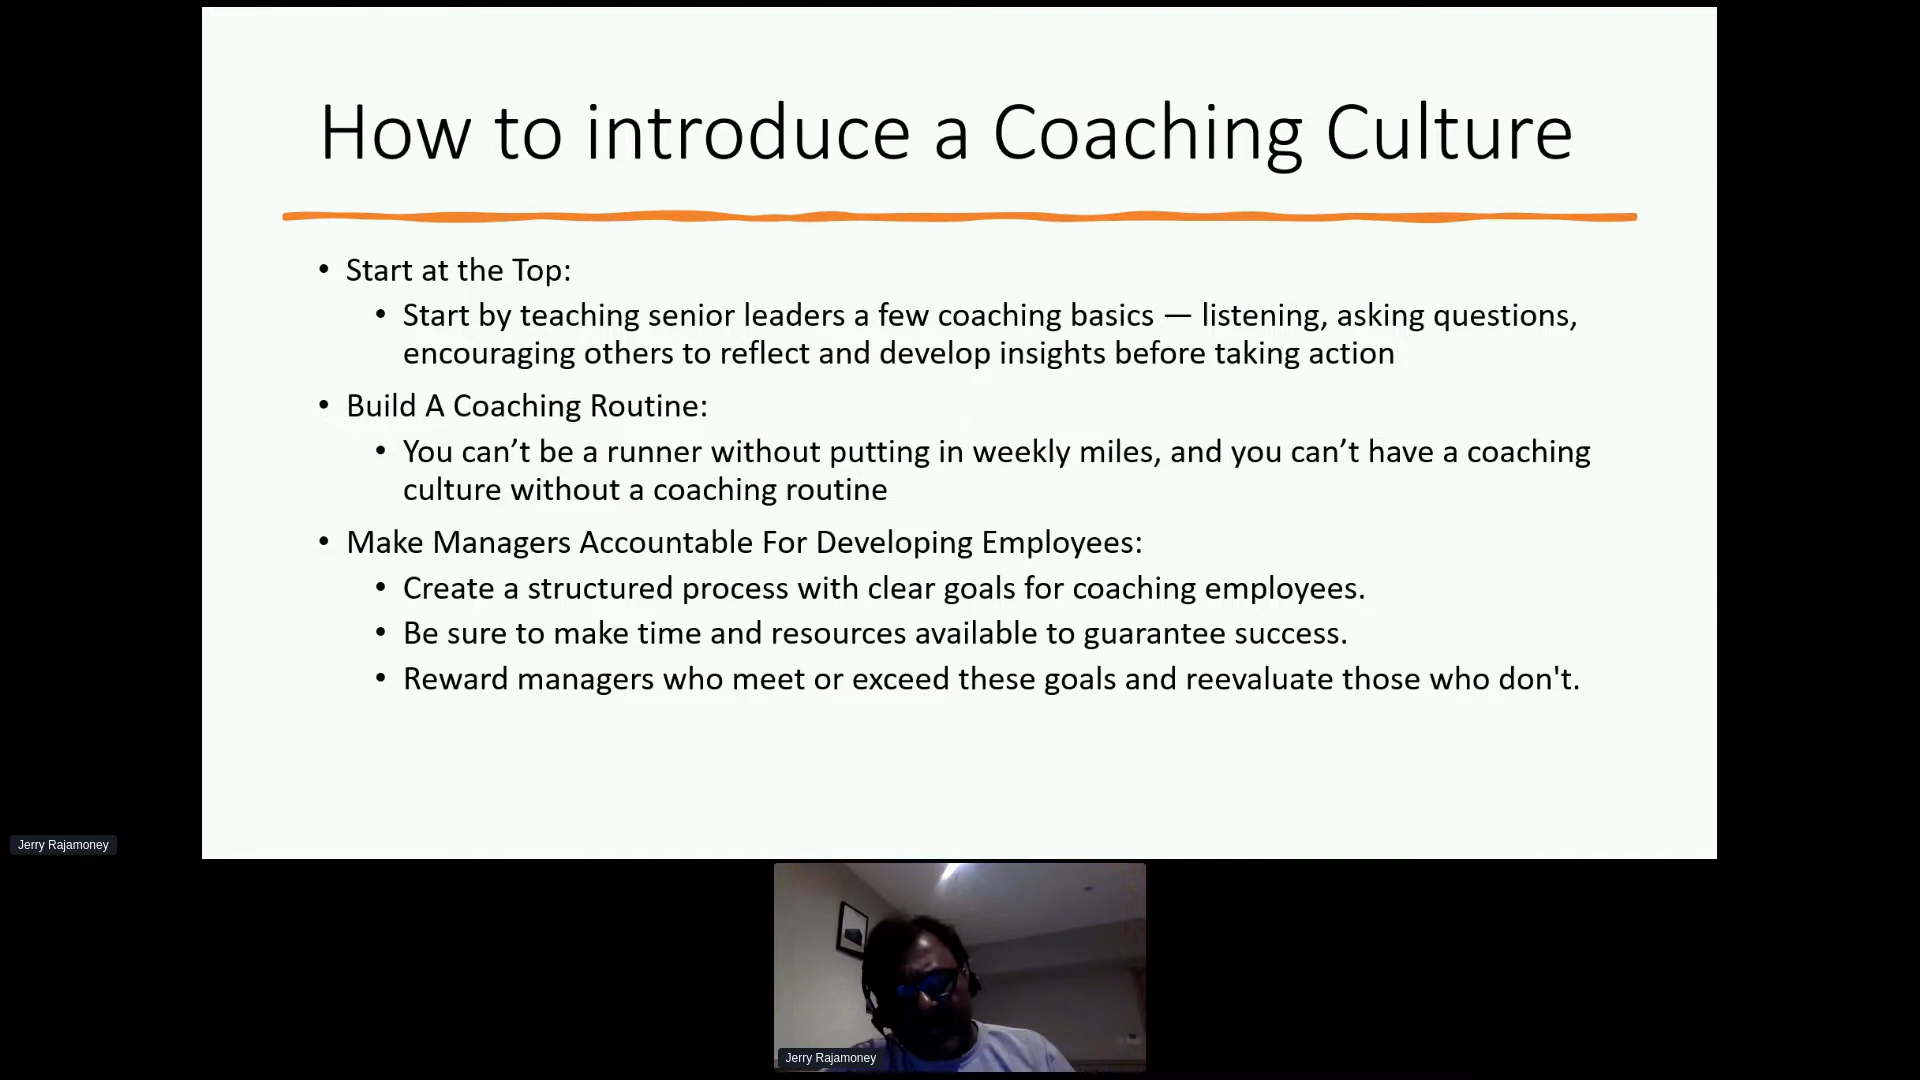 How to introduce a Coaching Culture
• Start at the Top:
• Start by teaching senior leaders a few coaching basics — listening, asking questions,
encouraging others to reflect and develop insights before taking action
• Build A Coaching Routine:
• You can’t be a runner without putting in weekly miles, and you can’t have a coaching
culture without a coaching routine
• Make Managers Accountable For Developing Employees:
• Create a structured process with clear goals for coaching employees.
• Be sure to make time and resources available to guarantee success.
• Reward managers who meet or exceed these goals and reevaluate those who don't.
Jerry Rajamoney
Jerry Rajamoney